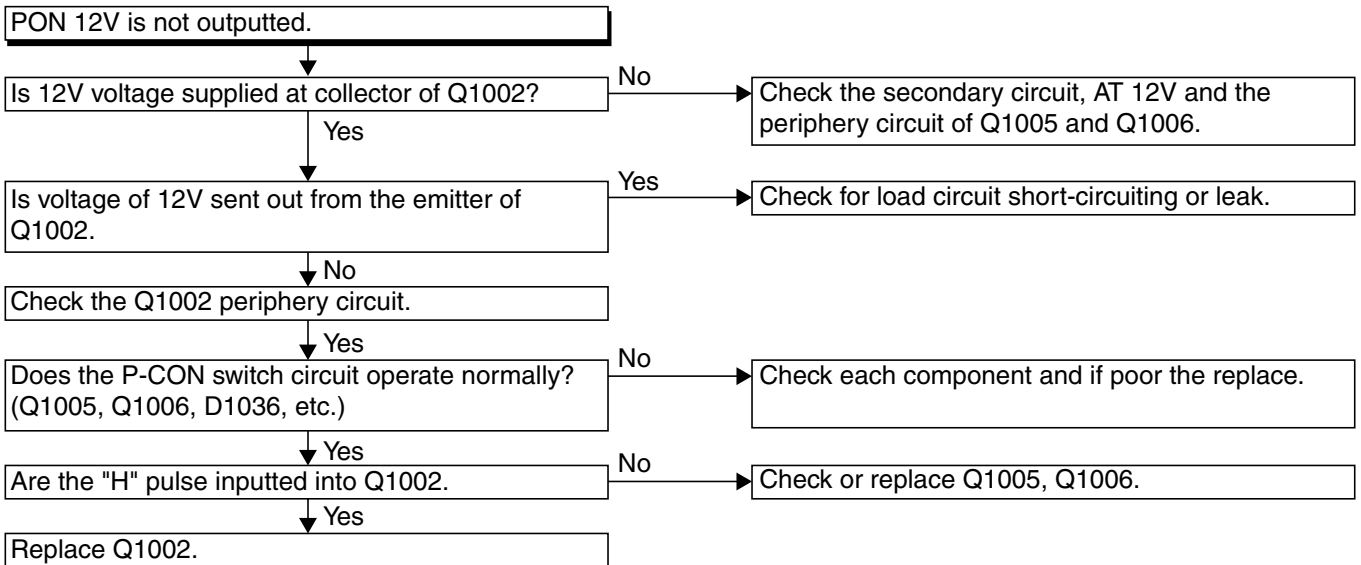 PON 12V is not outputted.
Is 12V voltage supplied at collector of Q1002?
No
Check the secondary circuit, AT 12V and the
periphery circuit of Q1005 and Q1006.
Yes
Is voltage of 12V sent out from the emitter of
Q1002.
Yes
Check for load circuit short-circuiting or leak.
No
Check the Q1002 periphery circuit.
Yes
Does the P-CON switch circuit operate normally?
(Q1005, Q1006, D1036, etc.)
No
Check each component and if poor the replace.
Yes
Are the "H" pulse inputted into Q1002.
No
Check or replace Q1005, Q1006.
Yes
Replace Q1002.